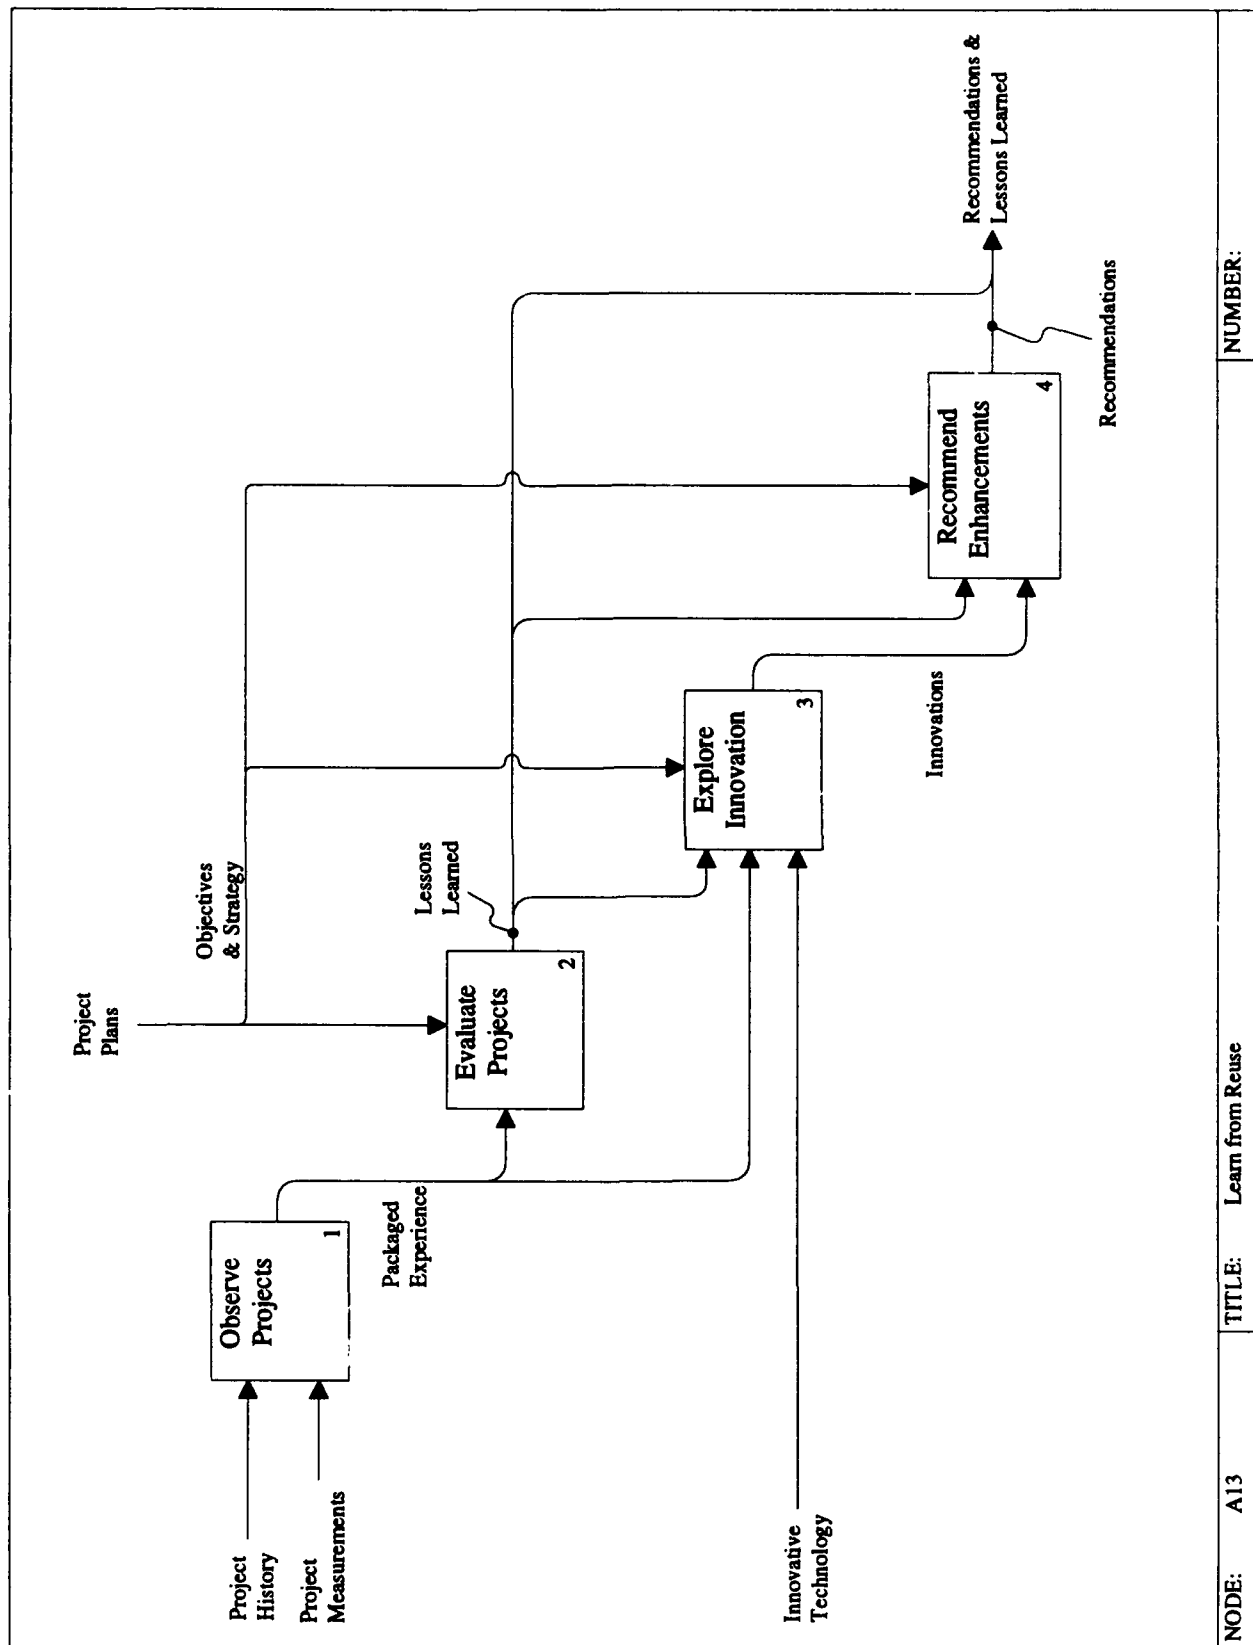 Project
Plans
Objectives
& Strategy
Project
History
Project
Measurements
Observe
Projects
1
Packaged
Experience
Evaluate
Projects
2
Lessons
Learned
Innovative
Technology
Explore
Innovation
3
Innovations
Recommend
Enhancements
4
Recommendations
Recommendations &
Lessons Learned
NODE: A13 TITLE: Learn from Reuse NUMBER: